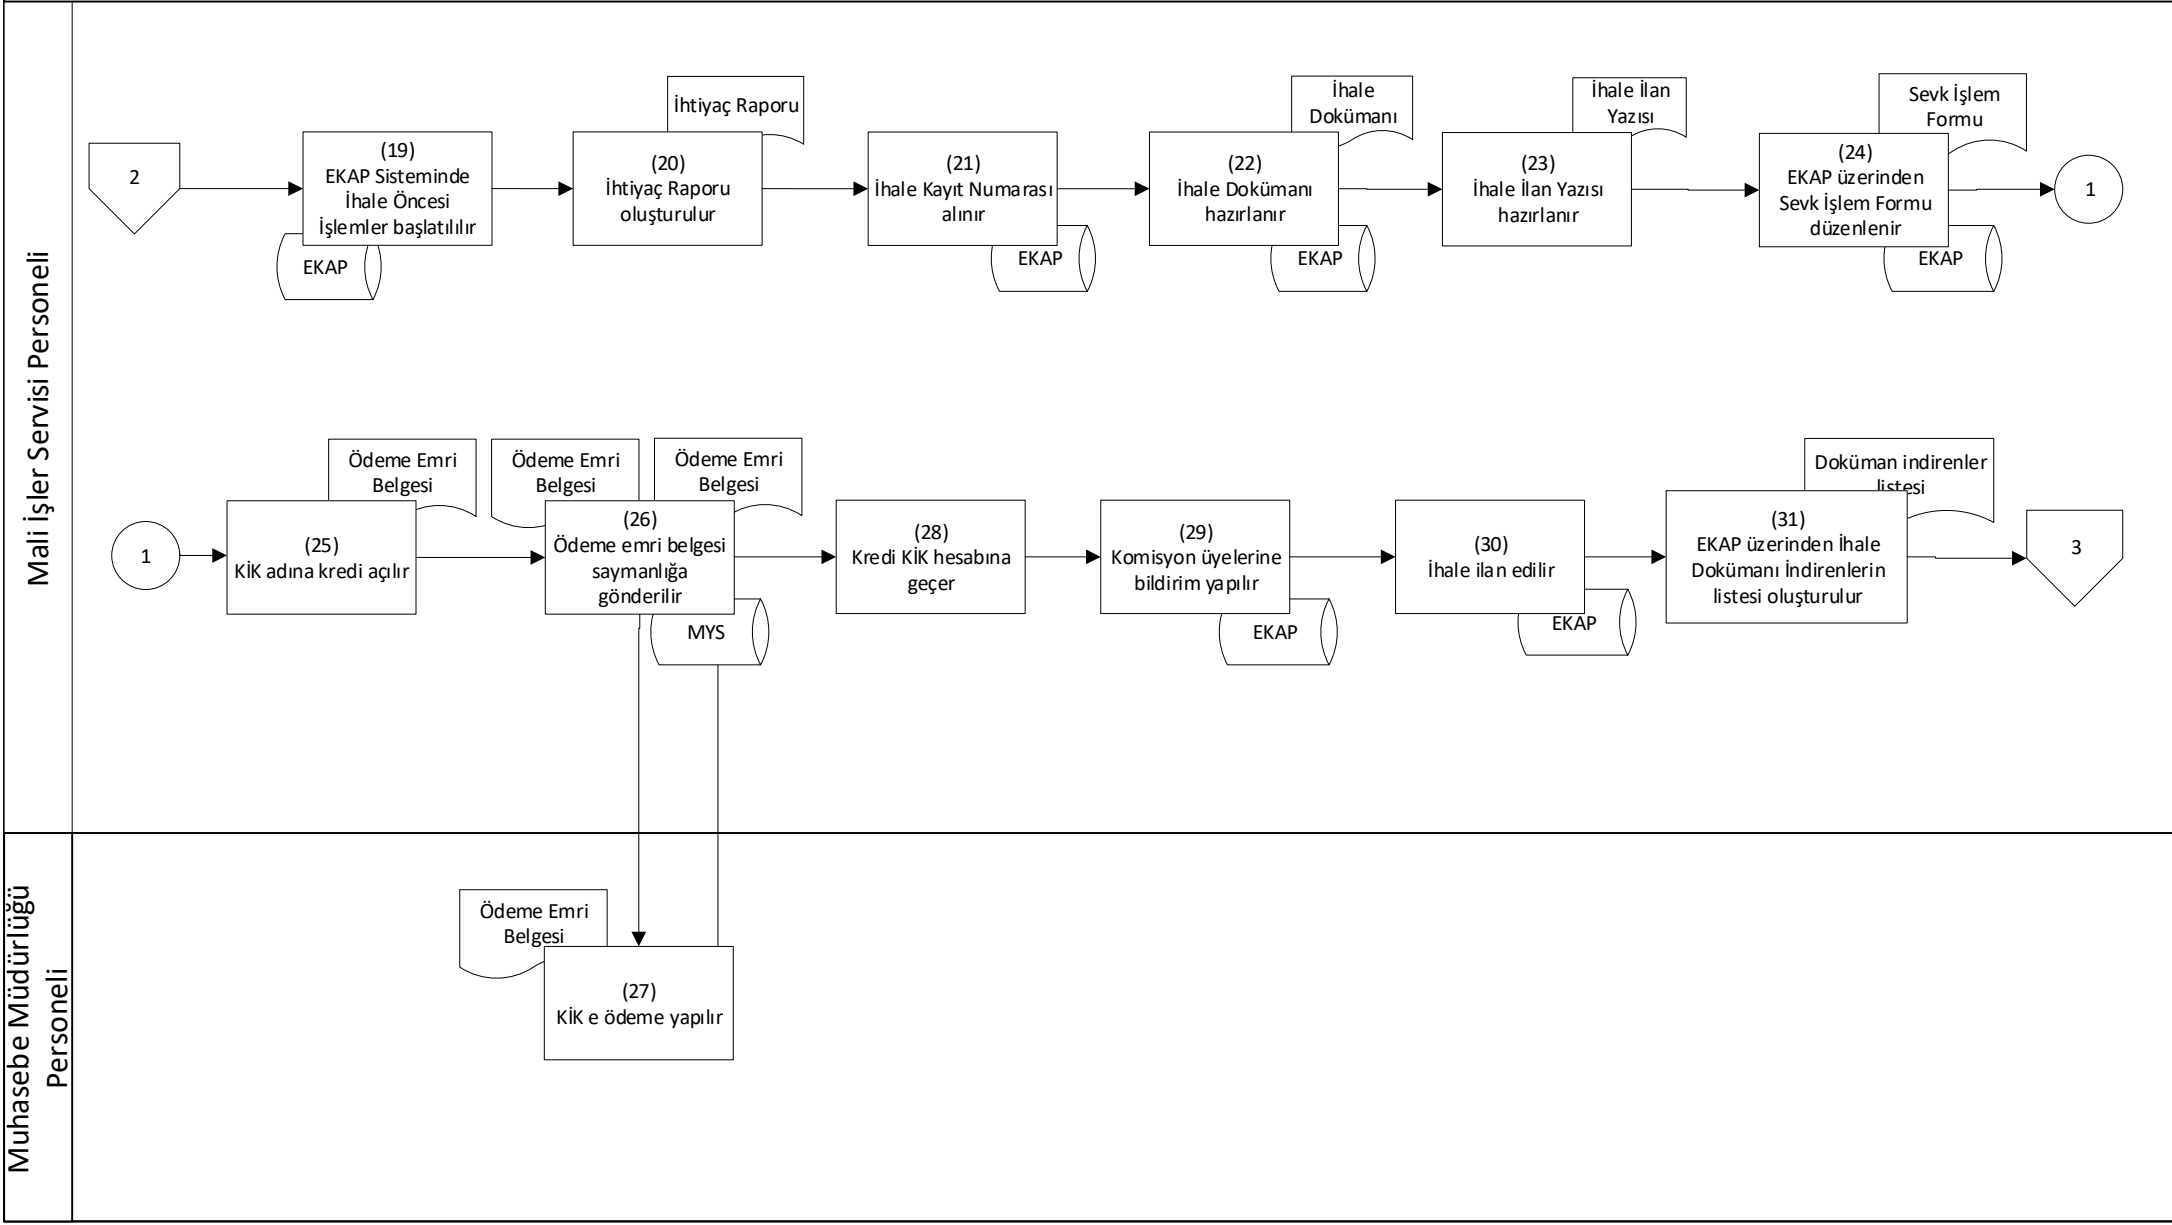 Mali İşler Servisi Personeli
2
(19)
EKAP Sisteminde
İhale Öncesi
İşlemler başlatılılır
EKAP
İhtiyaç Raporu
(20)
İhtiyaç Raporu
oluşturulur
(21)
İhale Kayıt Numarası
alınır
EKAP
İhale
Dokümanı
(22)
İhale Dokümanı
hazırlanır
EKAP
İhale İlan
Yazısı
(23)
İhale İlan Yazısı
hazırlanır
Sevk İşlem
Formu
(24)
EKAP üzerinden
Sevk İşlem Formu
düzenlenir
EKAP
1
1
Ödeme Emri
Belgesi
(25)
KİK adına kredi açılır
Ödeme Emri
Belgesi
Ödeme Emri
Belgesi
(26)
Ödeme emri belgesi
saymanlığa
gönderilir
MYS
(28)
Kredi KİK hesabına
geçer
(29)
Komisyon üyelerine
bildirim yapılır
EKAP
(30)
İhale ilan edilir
EKAP
Doküman indirenler
listesi
(31)
EKAP üzerinden İhale
Dokümanı İndirenlerin
listesi oluşturulur
3
Muhasebe Müdürlüğü
Personeli
Ödeme Emri
Belgesi
(27)
KİK e ödeme yapılır